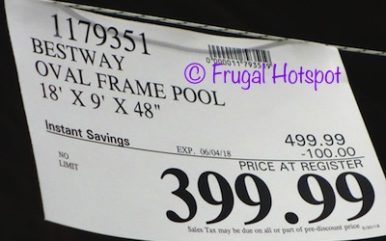 1179351
BESTWAY
© Frugal Hotspot
OVAL FRAME POOL
18' X 9' X 48"
Instant Savings
EXP. 06/04/18
499.99
-100.00
NO
LIMIT
PRICE AT REGISTER
399.99
Sales Tax may be due on all or part of pre-discount price